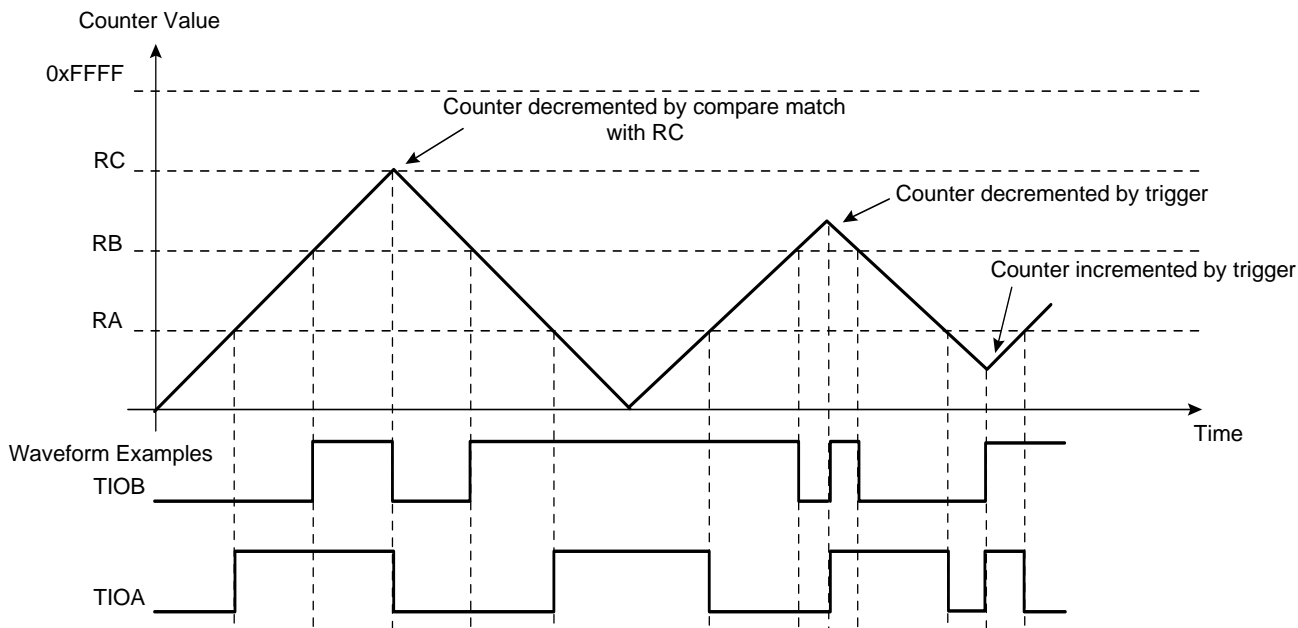 Counter Value
0xFFFF
Counter decremented by compare match
with RC
RC
Counter decremented by trigger
RB
Counter incremented by trigger
RA
Time
Waveform Examples
TIOB
TIOA